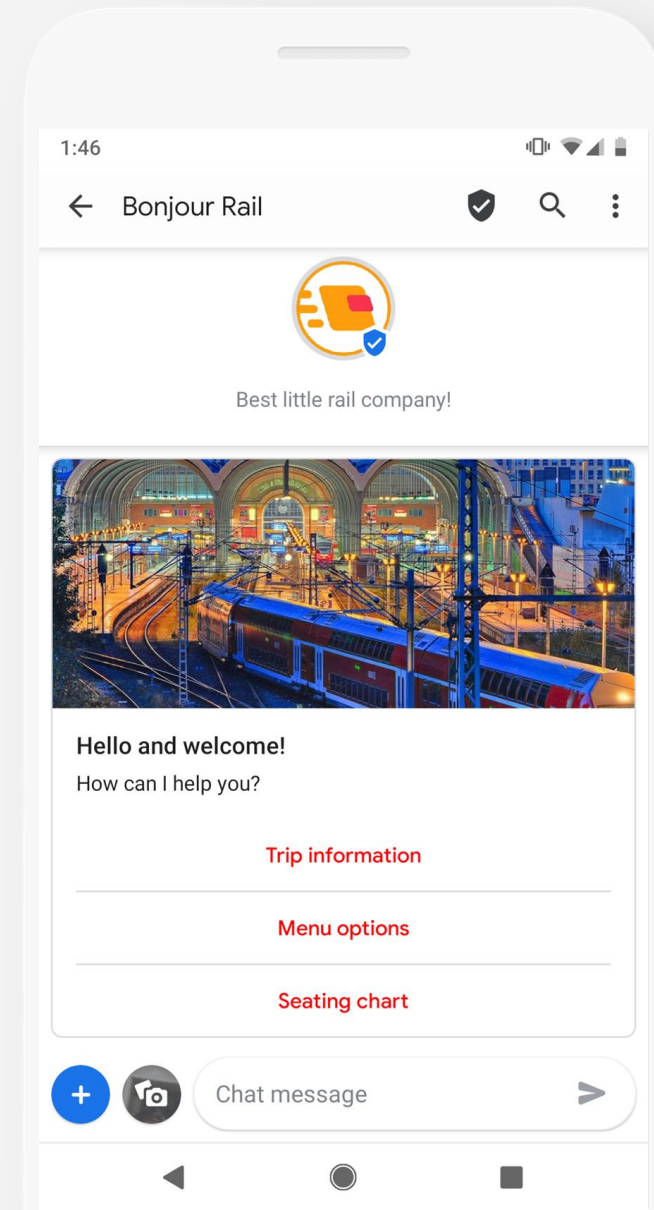 1:46
Bonjour Rail
Best little rail company!
Hello and welcome!
How can I help you?
Trip information
Menu options
Seating chart
Chat message